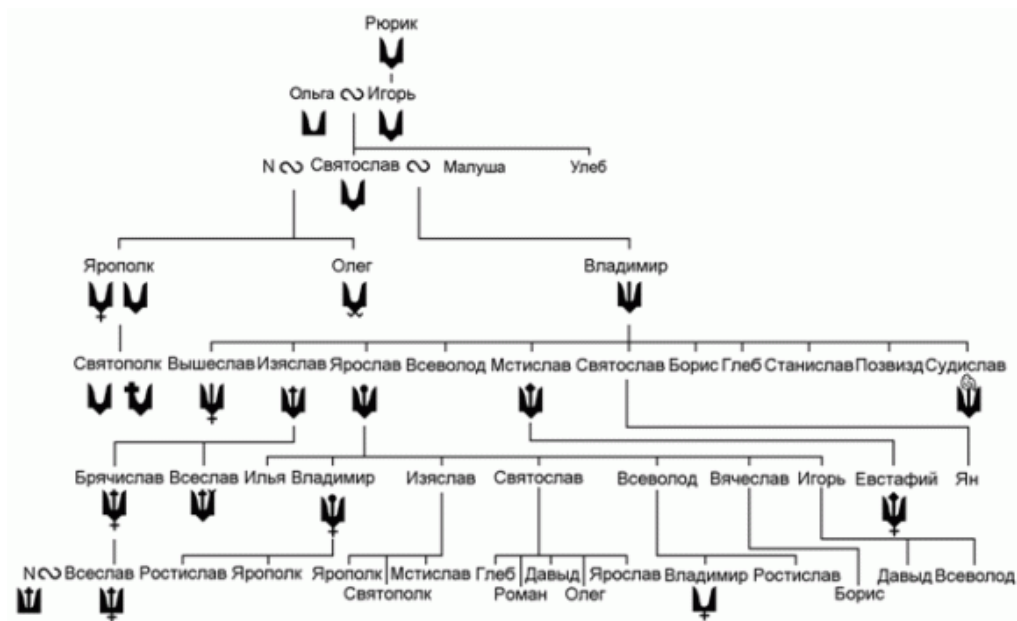 Рюрик
Ольга Игорь
N Святослав Малуша Улеб
Ярополк Олег Владимир
Святополк Вышеслав Изяслав Ярослав Всеволод Мстислав Святослав Борис Глеб Станислав Позвизд Судислав
Брячислав Всеслав Илья Владимир Изяслав Святослав Всеволод Вячеслав Игорь Евстафий Ян
N Всеслав Ростислав Ярополк Ярополк Мстислав Глеб Давыд Ярослав Владимир Ростислав Давыд Всеволод
Святополк Роман Олег Борис